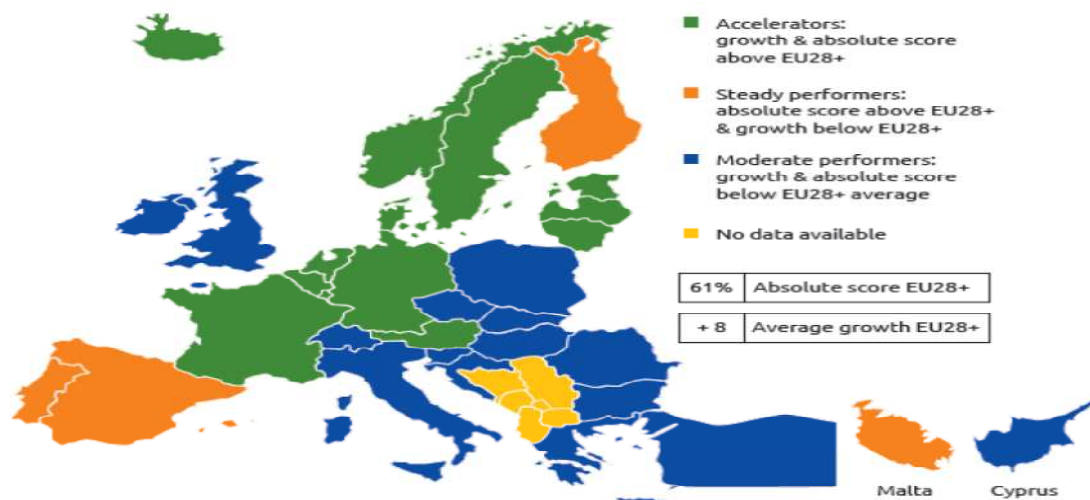 Accelerators:
growth & absolute score
above EU28+
Steady performers:
absolute score above EU28+
& growth below EU28+
Moderate performers:
growth & absolute score
below EU28+ average
No data available
61% Absolute score EU28+
+ 8 Average growth EU28+
Malta
Cyprus